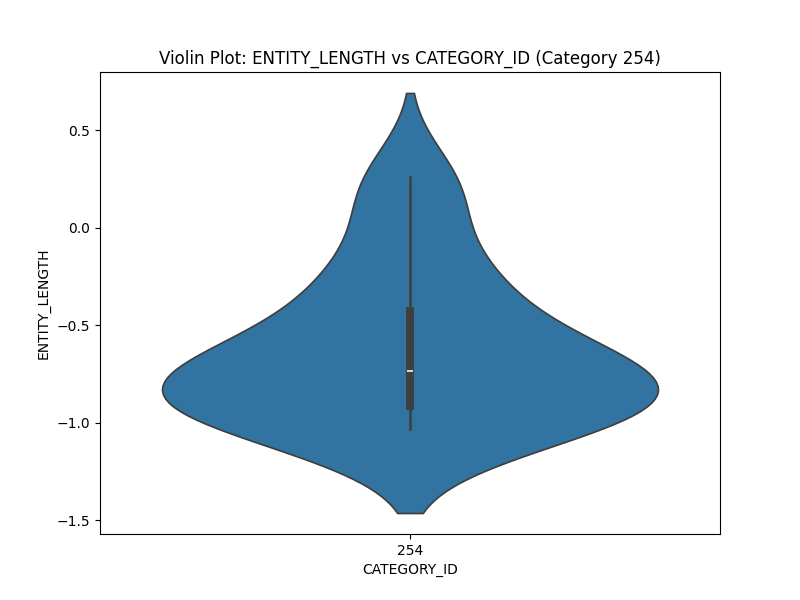 Violin Plot: ENTITY_LENGTH vs CATEGORY_ID (Category 254)
0.5
0.0
−0.5
−1.0
−1.5
ENTITY_LENGTH
254
CATEGORY_ID